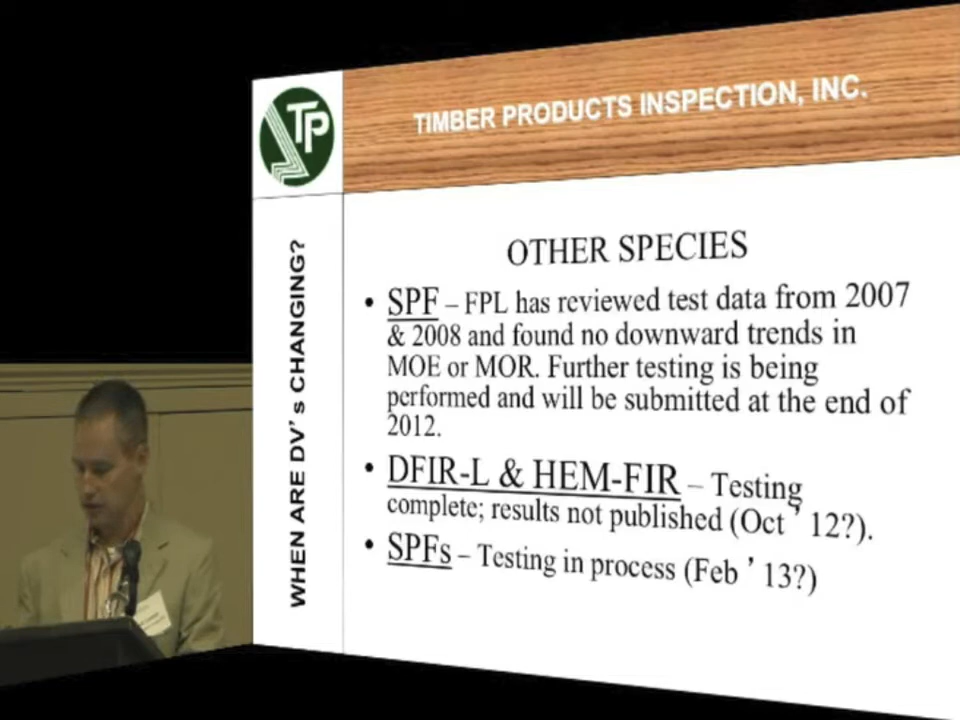 TP
TIMBER PRODUCTS INSPECTION, INC.
WHEN ARE DV's CHANGING?
OTHER SPECIES
• SPF – FPL has reviewed test data from 2007
& 2008 and found no downward trends in
MOE or MOR. Further testing is being
performed and will be submitted at the end of
2012.
• DFIR-L & HEM-FIR – Testing
complete; results not published (Oct ' 12?).
• SPFs – Testing in process (Feb ' 13?)